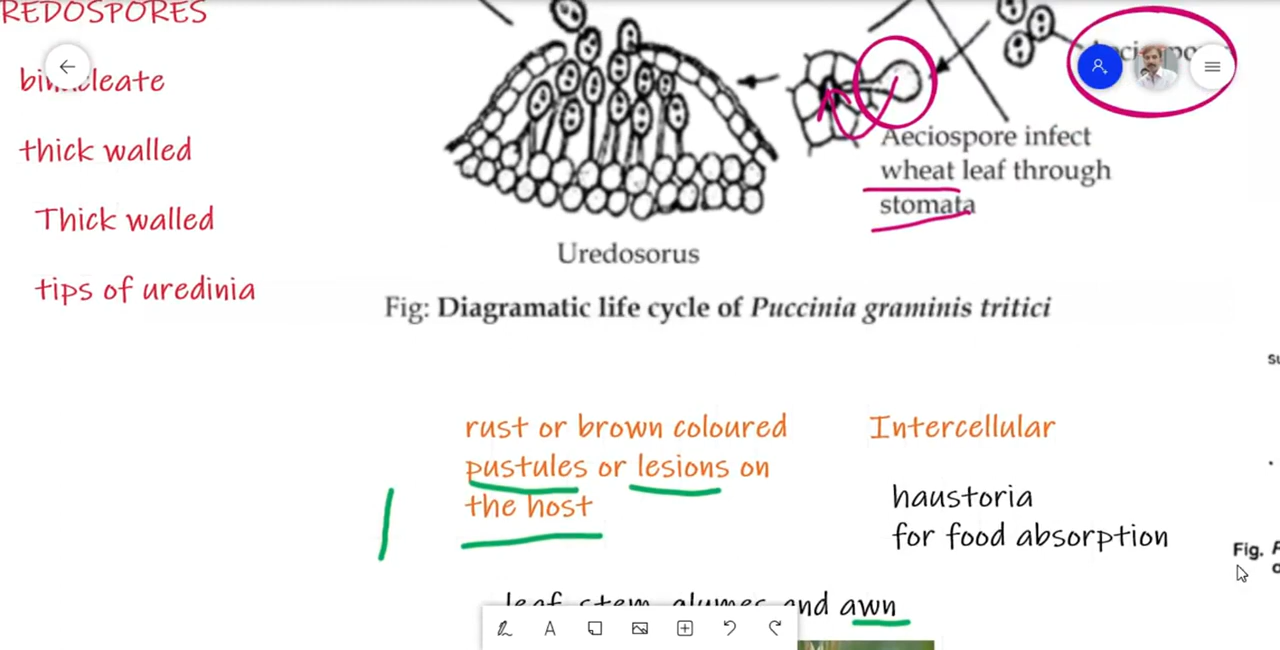 REDOSPORES
thick walled
Thick walled
tips of uredinia
Aeciospore infect
wheat leaf through
stomata
Uredosorus
Fig: Diagramatic life cycle of Puccinia graminis tritici
rust or brown coloured
pustules or lesions on
the host
Intercellular
haustoria
for food absorption
Fig.
leaf, stem, glumes and awn
A